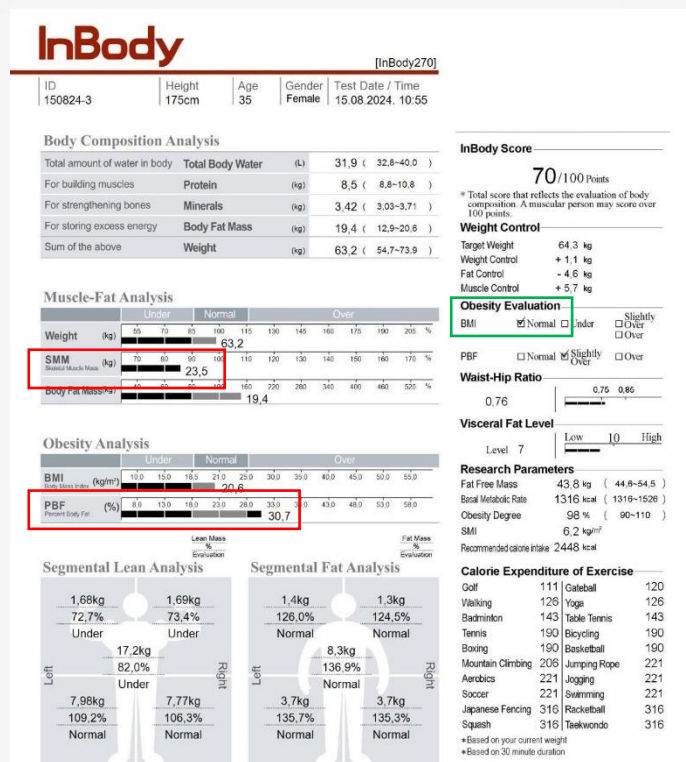 InBody
[InBody270]
ID Height Age Gender Test Date / Time
150824-3 175cm 35 Female 15.08.2024. 10:55
Body Composition Analysis
Total amount of water in body Total Body Water (L) 31,9 ( 32,8~40,0 )
For building muscles Protein (kg) 8,5 ( 8,8~10,8 )
For strengthening bones Minerals (kg) 3,42 ( 3,03~3,71 )
For storing excess energy Body Fat Mass (kg) 19,4 ( 12,9~20,6 )
Sum of the above Weight (kg) 63,2 ( 54,7~73,9 )
Muscle-Fat Analysis
Under Normal Over
Weight (kg) 55 70 85 100 115 130 145 160 175 190 205 %
63,2
SMM (kg) 70 80 90 100 110 120 130 140 150 160 170 %
Skeletal Muscle Mass
23,5
Body Fat Mass (kg) 40 60 80 100 160 220 280 340 400 460 520 %
19,4
Obesity Analysis
Under Normal Over
BMI (kg/m²) 10,0 15,0 18,5 21,0 25,0 30,0 35,0 40,0 45,0 50,0 55,0
Body Mass Index
20,6
PBF (%) 8,0 13,0 18,0 23,0 28,0 33,0 38,0 43,0 48,0 53,0 58,0
Percent Body Fat
30,7
Lean Mass
%
Evaluation
Segmental Lean Analysis
1,68kg 1,69kg
72,7% 73,4%
Under Under
17,2kg
82,0%
Under
Left Right
7,98kg 7,77kg
109,2% 106,3%
Normal Normal
Fat Mass
%
Evaluation
Segmental Fat Analysis
1,4kg 1,3kg
126,0% 124,5%
Normal Normal
8,3kg
136,9%
Normal
Left Right
3,7kg 3,7kg
135,7% 135,3%
Normal Normal
InBody Score
70/100 Points
* Total score that reflects the evaluation of body
composition. A muscular person may score over
100 points.
Weight Control
Target Weight 64,3 kg
Weight Control + 1,1 kg
Fat Control - 4,6 kg
Muscle Control + 5,7 kg
Obesity Evaluation
BMI ☑ Normal ☐ Under ☐ Slightly Over
☐ Over
PBF ☐ Normal ☑ Slightly Over ☐ Over
Waist-Hip Ratio
0,75 0,85
0,76
Visceral Fat Level
Low 10 High
Level 7
Research Parameters
Fat Free Mass 43,8 kg ( 44,6~54,5 )
Basal Metabolic Rate 1316 kcal ( 1316~1526 )
Obesity Degree 98 % ( 90~110 )
SMI 6,2 kg/m²
Recommended calorie intake 2448 kcal
Calorie Expenditure of Exercise
Golf 111 Gateball 120
Walking 126 Yoga 126
Badminton 143 Table Tennis 143
Tennis 190 Bicycling 190
Boxing 190 Basketball 190
Mountain Climbing 206 Jumping Rope 221
Aerobics 221 Jogging 221
Soccer 221 Swimming 221
Japanese Fencing 316 Racketball 316
Squash 316 Taekwondo 316
*Based on your current weight
*Based on 30 minute duration